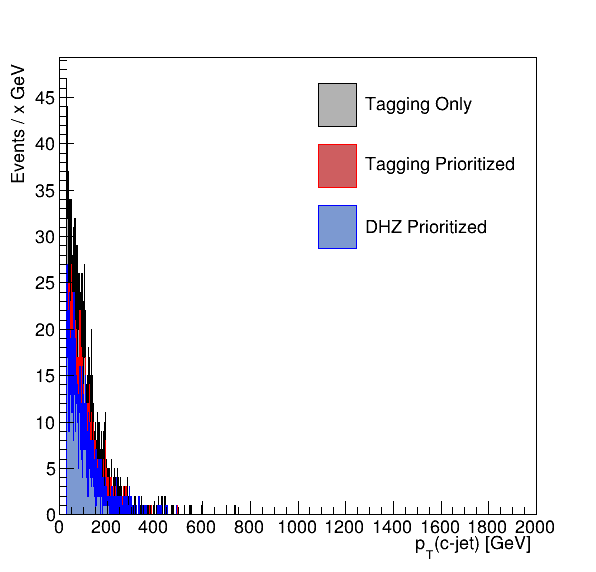 Events / x GeV
45
40
35
30
25
20
15
10
5
0
Tagging Only
Tagging Prioritized
DHZ Prioritized
0 200 400 600 800 1000 1200 1400 1600 1800 2000
p_T(c-jet) [GeV]